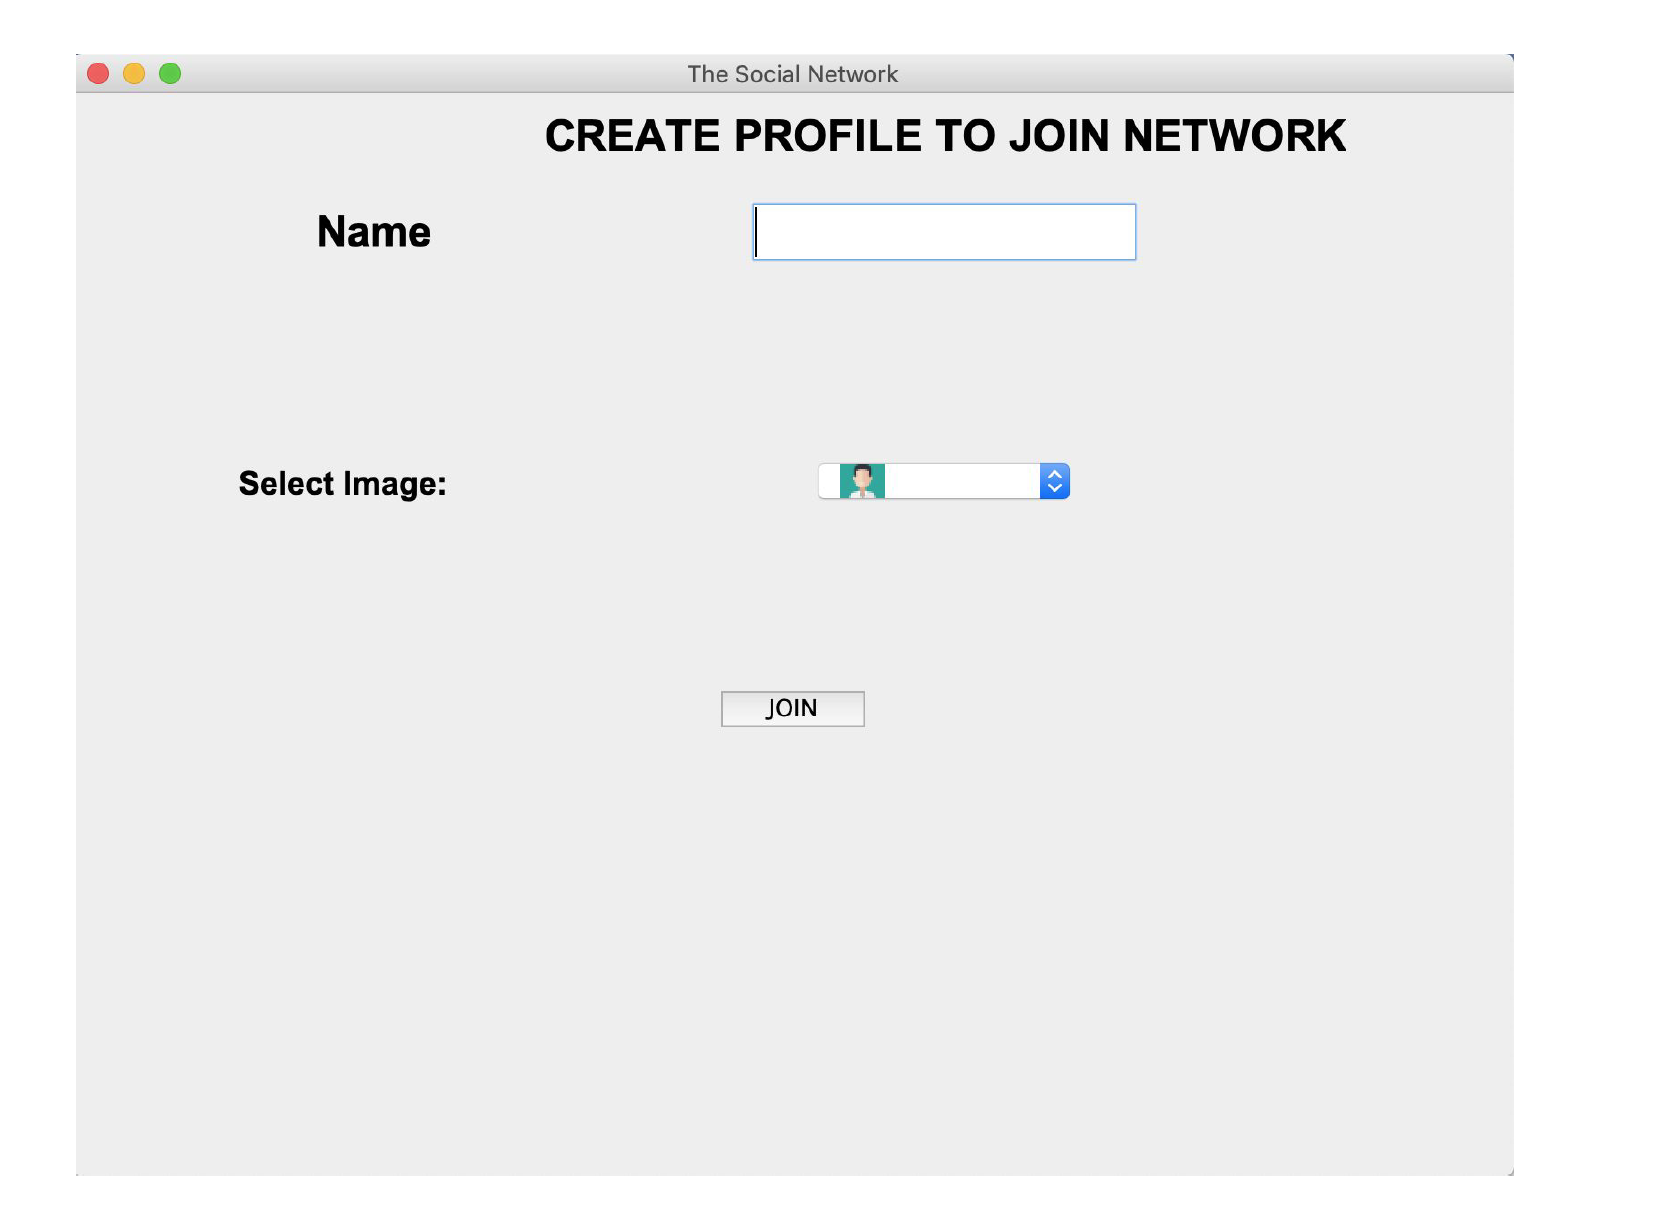 The Social Network
CREATE PROFILE TO JOIN NETWORK
Name
Select Image:
JOIN